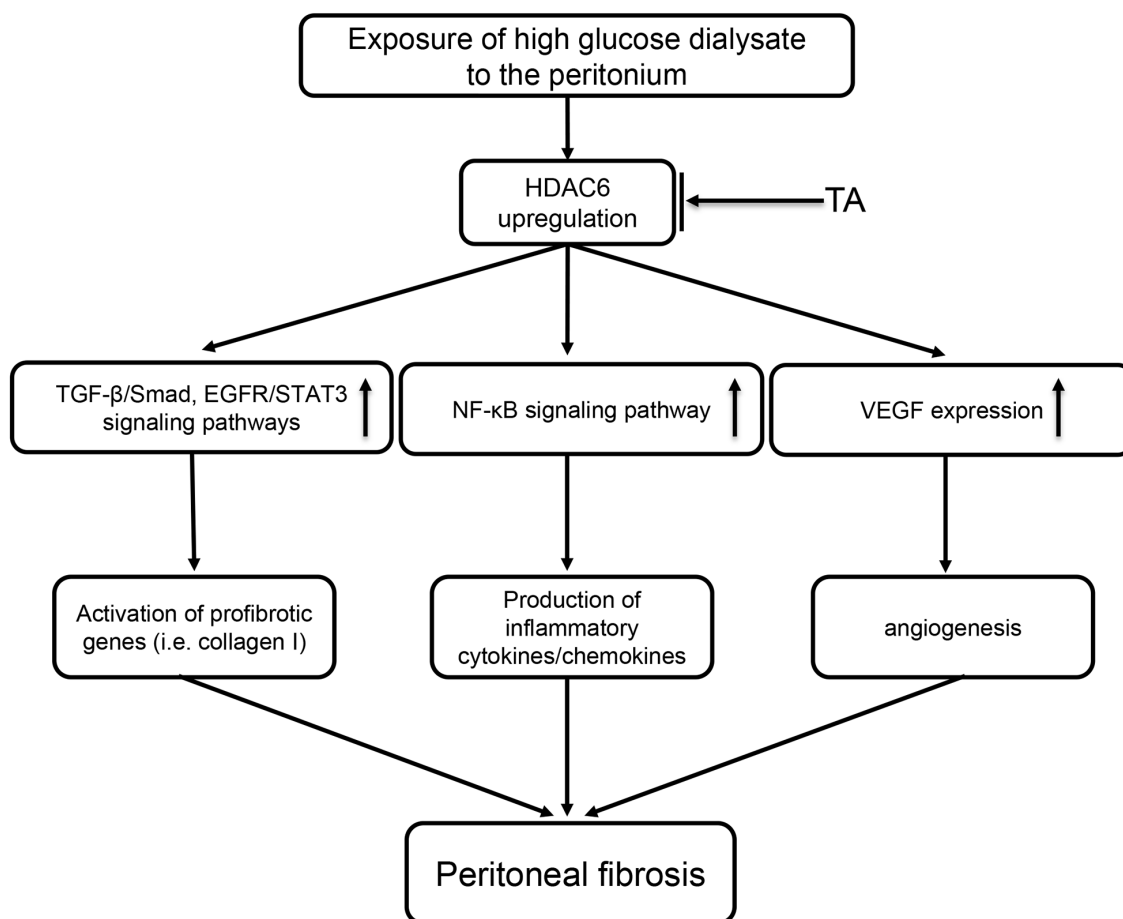 Exposure of high glucose dialysate
to the peritonium
HDAC6
upregulation
TA
TGF-β/Smad, EGFR/STAT3
signaling pathways
NF-κB signaling pathway
VEGF expression
Activation of profibrotic
genes (i.e. collagen I)
Production of
inflammatory
cytokines/chemokines
angiogenesis
Peritoneal fibrosis